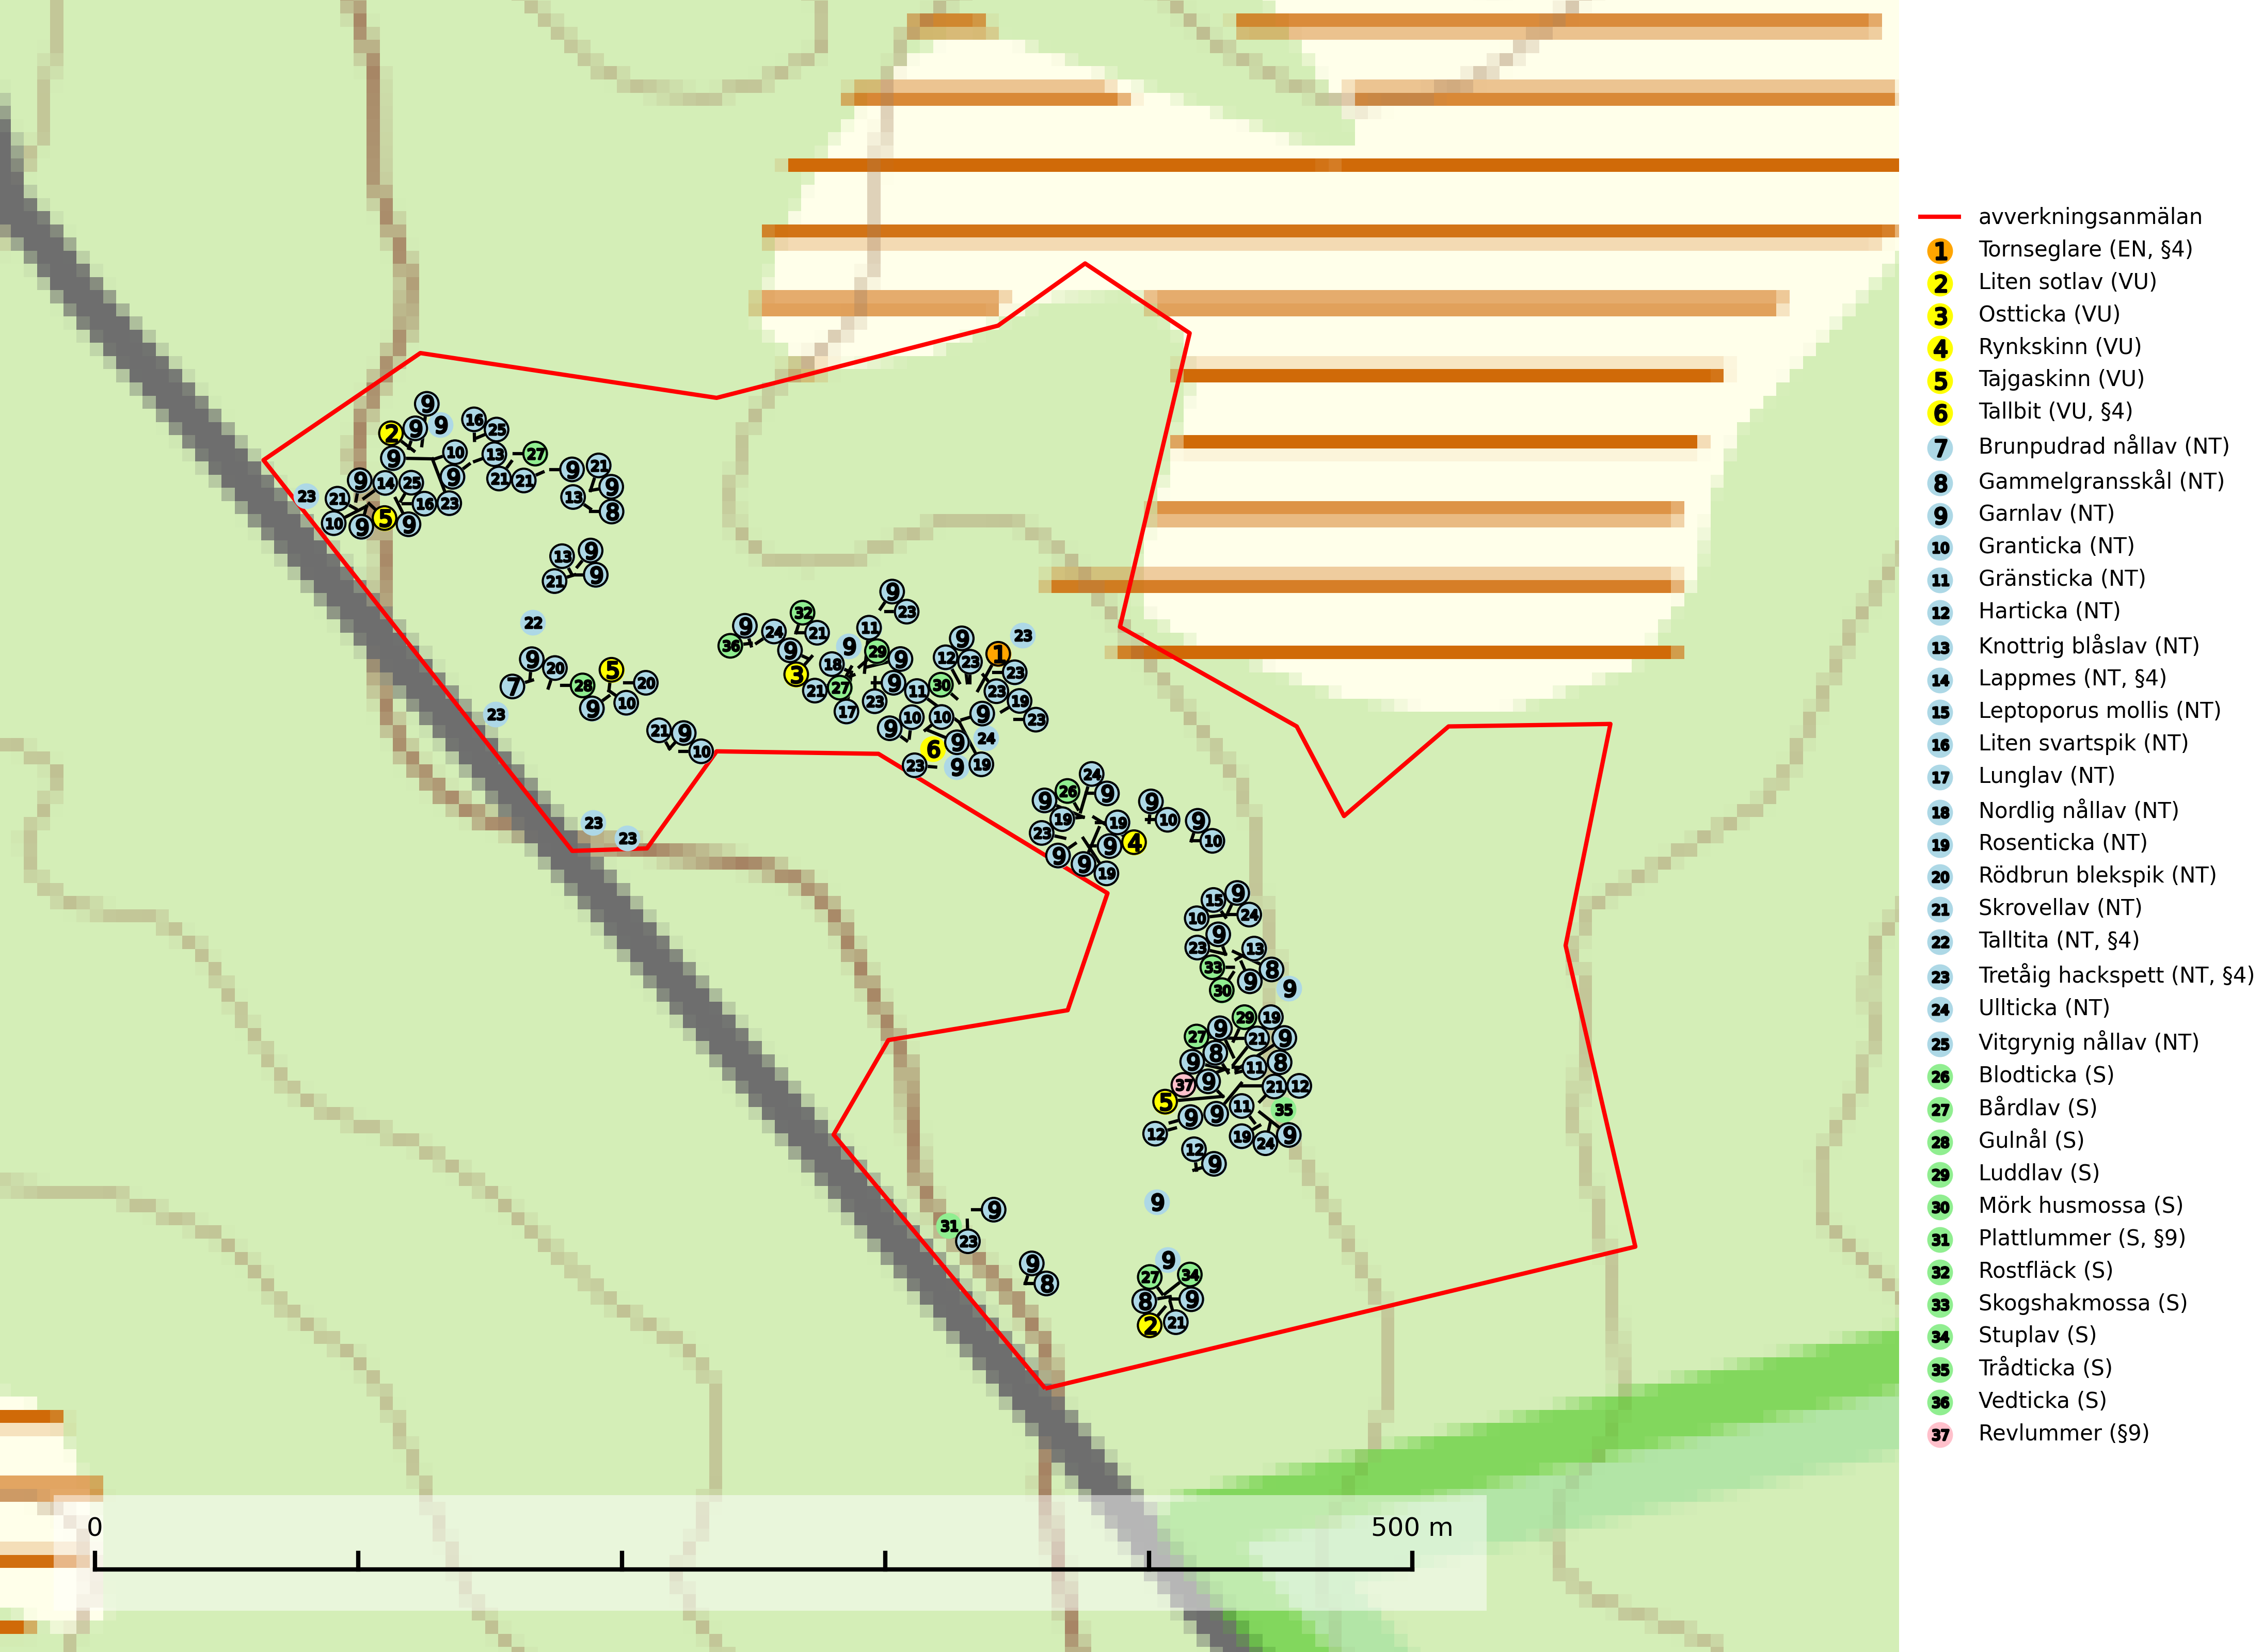 avverkningsanmälan
1 Tornseglare (EN, §4)
2 Liten sotlav (VU)
3 Ostticka (VU)
4 Rynkskinn (VU)
5 Tajgaskinn (VU)
6 Tallbit (VU, §4)
7 Brunpudrad nållav (NT)
8 Gammelgransskål (NT)
9 Garnlav (NT)
10 Granticka (NT)
11 Gränsticka (NT)
12 Harticka (NT)
13 Knottrig blåslav (NT)
14 Lappmes (NT, §4)
15 Leptoporus mollis (NT)
16 Liten svartspik (NT)
17 Lunglav (NT)
18 Nordlig nållav (NT)
19 Rosenticka (NT)
20 Rödbrun blekspik (NT)
21 Skrovellav (NT)
22 Talltita (NT, §4)
23 Tretåig hackspett (NT, §4)
24 Ullticka (NT)
25 Vitgrynig nållav (NT)
26 Blodticka (S)
27 Bårdlav (S)
28 Gulnål (S)
29 Luddlav (S)
30 Mörk husmossa (S)
31 Plattlummer (S, §9)
32 Rostfläck (S)
33 Skogshakmossa (S)
34 Stuplav (S)
35 Trådticka (S)
36 Vedticka (S)
37 Revlummer (§9)
0 500 m